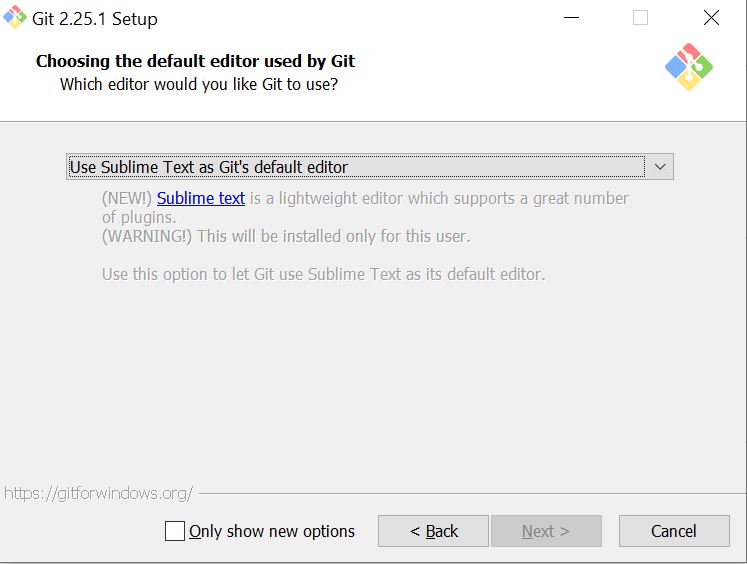 Git 2.25.1 Setup
Choosing the default editor used by Git
Which editor would you like Git to use?
Use Sublime Text as Git's default editor
(NEW!) Sublime text is a lightweight editor which supports a great number
of plugins.
(WARNING!) This will be installed only for this user.
Use this option to let Git use Sublime Text as its default editor.
https://gitforwindows.org/
Only show new options
< Back
Next >
Cancel